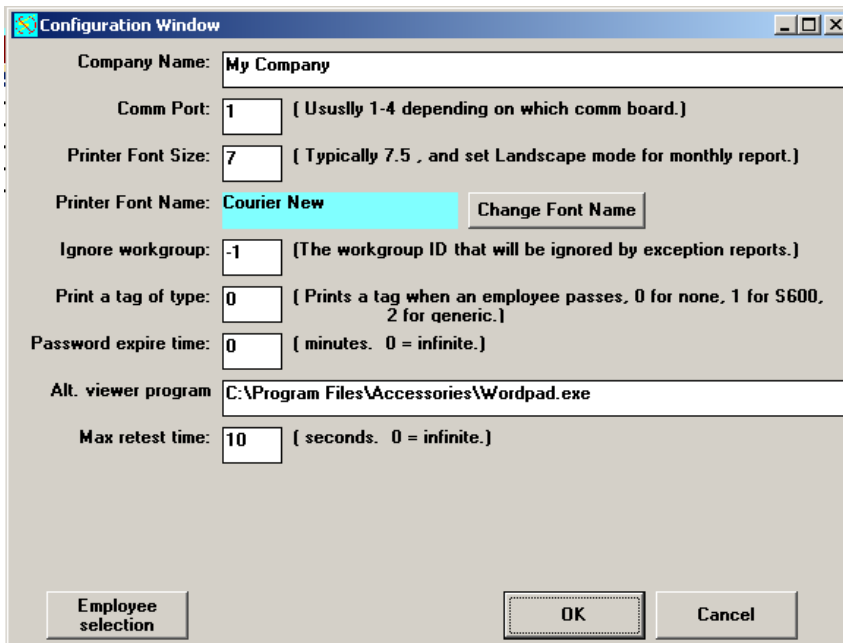 Configuration Window
Company Name: My Company
Comm Port: 1 ( Ususlly 1-4 depending on which comm board.)
Printer Font Size: 7 ( Typically 7.5 , and set Landscape mode for monthly report.)
Printer Font Name: Courier New Change Font Name
Ignore workgroup: -1 (The workgroup ID that will be ignored by exception reports.)
Print a tag of type: 0 ( Prints a tag when an employee passes, 0 for none, 1 for S600,
2 for generic.)
Password expire time: 0 ( minutes. 0 = infinite.)
Alt. viewer program C:\Program Files\Accessories\Wordpad.exe
Max retest time: 10 ( seconds. 0 = infinite.)
Employee
selection
OK Cancel